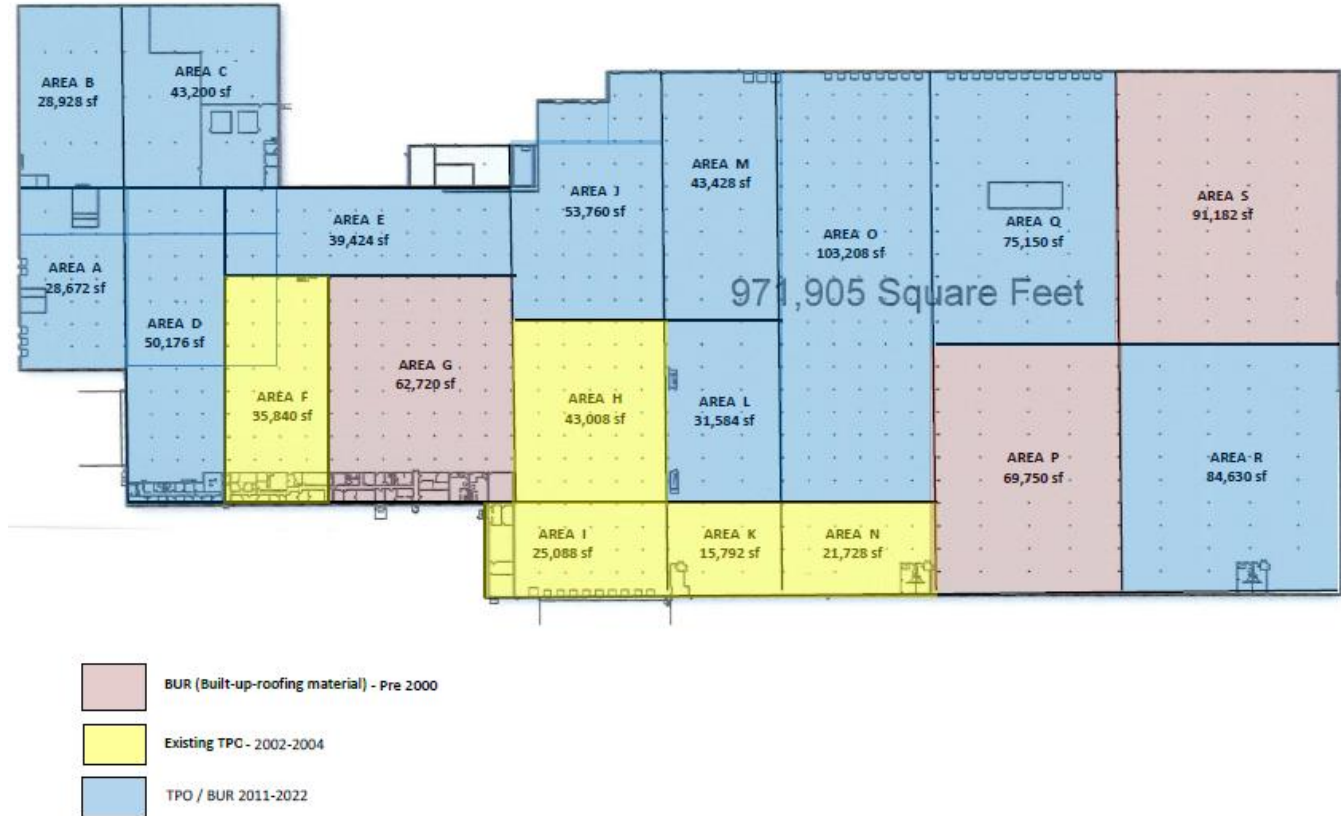 AREA B
28,928 sf
AREA C
43,200 sf
AREA A
28,672 sf
AREA D
50,176 sf
AREA E
39,424 sf
AREA F
35,840 sf
AREA G
62,720 sf
AREA J
53,760 sf
AREA H
43,008 sf
AREA I
25,088 sf
AREA M
43,428 sf
AREA L
31,584 sf
AREA K
15,792 sf
AREA O
103,208 sf
AREA N
21,728 sf
AREA Q
75,150 sf
971,905 Square Feet
AREA S
91,182 sf
AREA P
69,750 sf
AREA R
84,630 sf
BUR (Built-up-roofing material) - Pre 2000
Existing TPO - 2002-2004
TPO / BUR 2011-2022